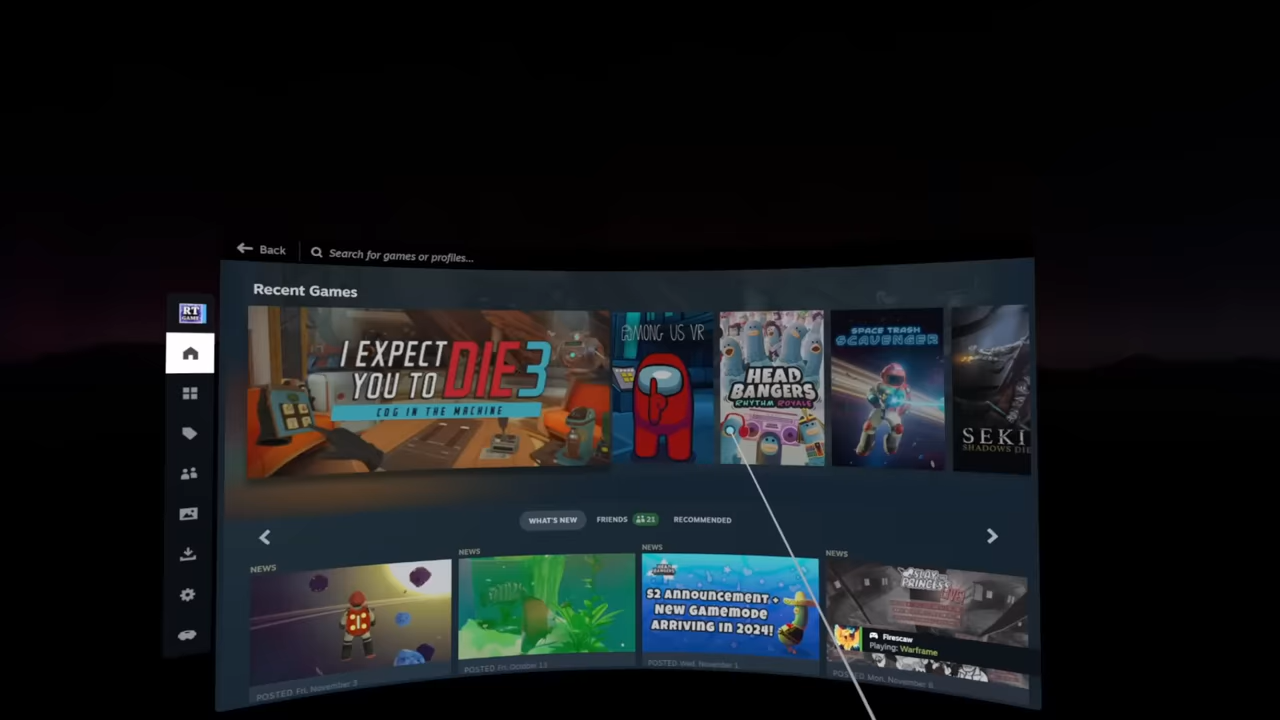 Back
Search for games or profiles...
Recent Games
RT
GAME
I EXPECT
YOU TO DIE 3
COG IN THE MACHINE
AMONG US VR
HEAD
BANGERS
RHYTHM ROYALE
SPACE TRASH
SCAVENGER
SEKI
SHADOWS DIE
WHAT'S NEW
FRIENDS
21
RECOMMENDED
NEWS
NEWS
NEWS
NEWS
S2 ANNOUNCEMENT +
NEW GAMEMODE
ARRIVING IN 2024!
SLAY
PRINCESS
Firescaw
Playing: Warframe
POSTED Fri, November 3
POSTED Fri, October 13
POSTED Wed, November 1
POSTED Mon, November 6